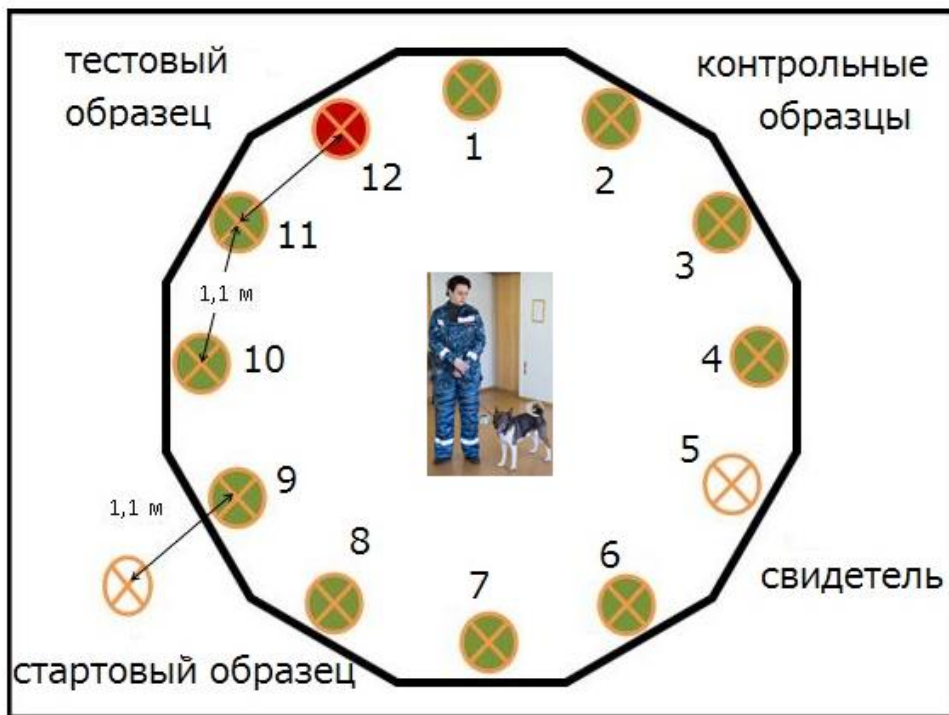 тестовый
образец
контрольные
образцы
1
2
3
4
5
6
7
8
9
10
11
12
1,1 м
1,1 м
свидетель
стартовый образец